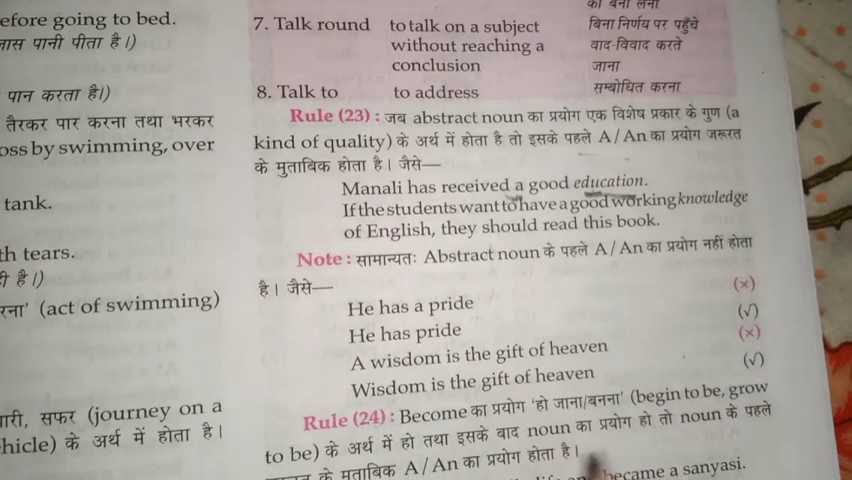 efore going to bed.
ास पानी पीता है।)
पान करता है।)
तैरकर पार करना तथा भरकर
oss by swimming, over
tank.
th tears.
ी है।)
रना' (act of swimming)
ारी, सफर (journey on a
hicle) के अर्थ में होता है।
को बना लेना
7. Talk round to talk on a subject बिना निर्णय पर पहुँचे
without reaching a वाद-विवाद करते
conclusion जाना
8. Talk to to address सम्बोधित करना
Rule (23) : जब abstract noun का प्रयोग एक विशेष प्रकार के गुण (a
kind of quality) के अर्थ में होता है तो इसके पहले A/An का प्रयोग जरूरत
के मुताबिक होता है। जैसे—
Manali has received a good education.
If the students want to have a good working knowledge
of English, they should read this book.
Note : सामान्यतः Abstract noun के पहले A/An का प्रयोग नहीं होता
है। जैसे—
He has a pride (×)
He has pride (√)
A wisdom is the gift of heaven (×)
Wisdom is the gift of heaven (√)
Rule (24) : Become का प्रयोग 'हो जाना/बनना' (begin to be, grow
to be) के अर्थ में हो तथा इसके बाद noun का प्रयोग हो तो noun के पहले
के मुताबिक A/An का प्रयोग होता है।
became a sanyasi.